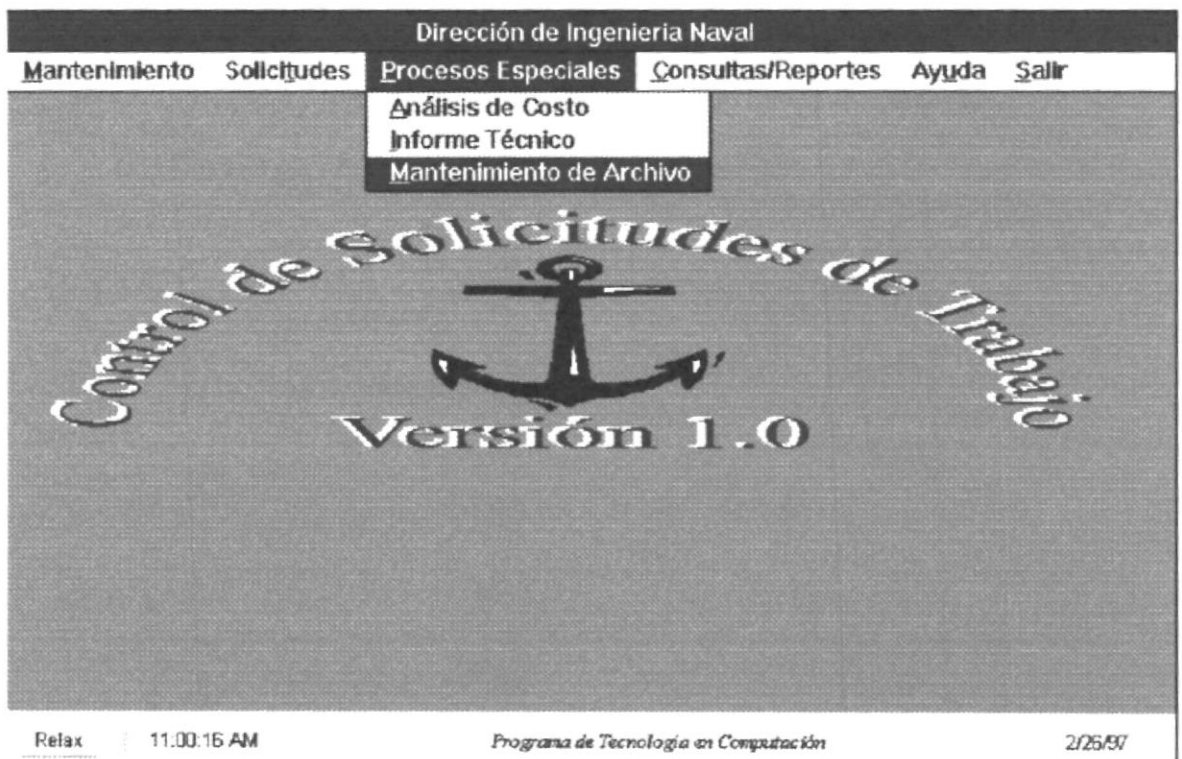 Dirección de Ingenieria Naval
Mantenimiento Solicitudes Procesos Especiales Consultas/Reportes Ayuda Salir
Análisis de Costo
Informe Técnico
Mantenimiento de Archivo
Control de Solicitudes de Trabajo
Versión 1.0
Relax 11:00:16 AM Programa de Tecnología en Computación 2/26/97